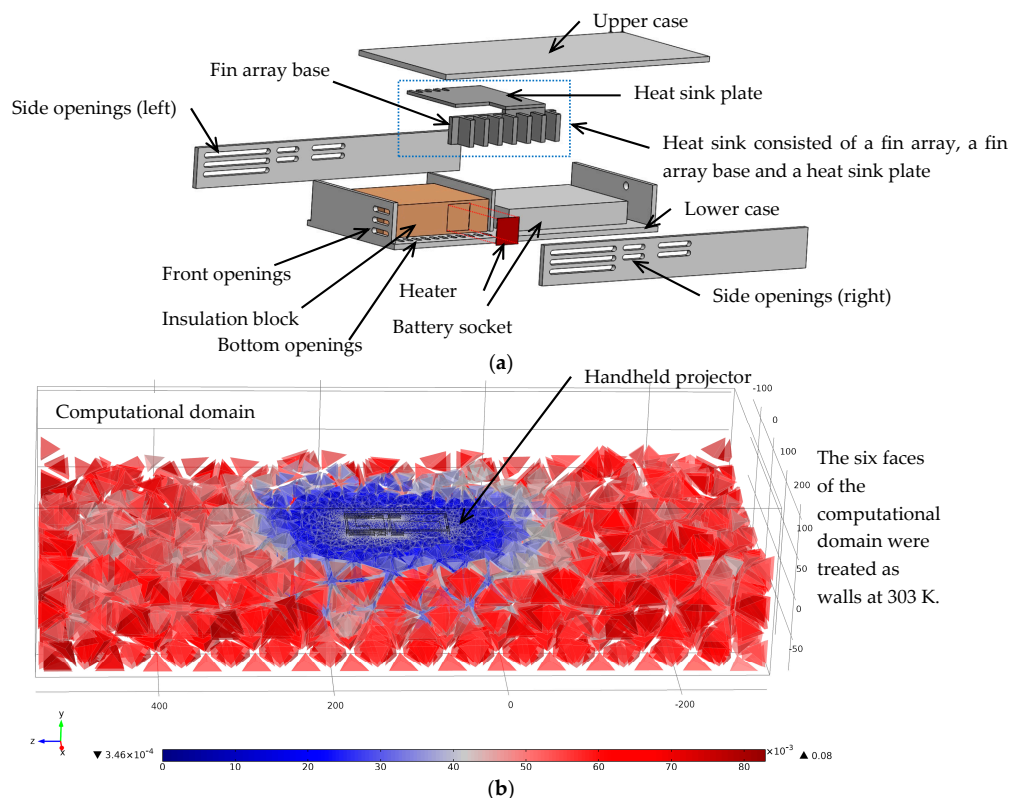 Upper case
Fin array base
Heat sink plate
Side openings (left)
Heat sink consisted of a fin array, a fin
array base and a heat sink plate
Lower case
Front openings
Heater
Side openings (right)
Insulation block
Battery socket
Bottom openings
(a)
Handheld projector
Computational domain
-100
0
100
200
100
50
0
-50
The six faces
of the
computational
domain were
treated as
walls at 303 K.
400
200
0
-200
y
z
x
▼ 3.46×10⁻⁴
0
10
20
30
40
50
60
70
80
×10⁻³
▲ 0.08
(b)